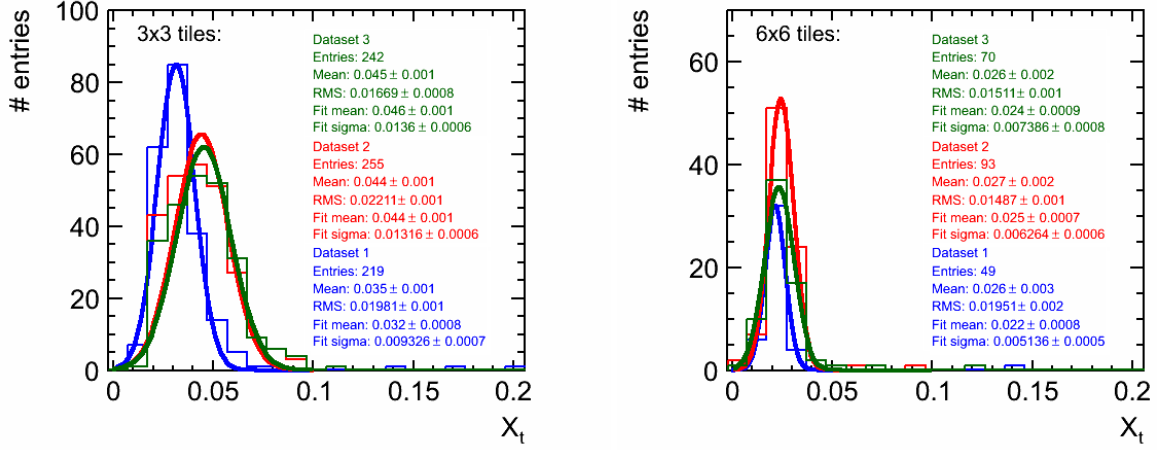 3x3 tiles:
# entries
100
80
60
40
20
0
Dataset 3
Entries: 242
Mean: 0.045 ± 0.001
RMS: 0.01669 ± 0.0008
Fit mean: 0.046 ± 0.001
Fit sigma: 0.0136 ± 0.0006
Dataset 2
Entries: 255
Mean: 0.044 ± 0.001
RMS: 0.02211 ± 0.001
Fit mean: 0.044 ± 0.001
Fit sigma: 0.01316 ± 0.0006
Dataset 1
Entries: 219
Mean: 0.035 ± 0.001
RMS: 0.01981 ± 0.001
Fit mean: 0.032 ± 0.0008
Fit sigma: 0.009326 ± 0.0007
0 0.05 0.1 0.15 0.2
Xt
6x6 tiles:
# entries
60
40
20
0
Dataset 3
Entries: 70
Mean: 0.026 ± 0.002
RMS: 0.01511 ± 0.001
Fit mean: 0.024 ± 0.0009
Fit sigma: 0.007386 ± 0.0008
Dataset 2
Entries: 93
Mean: 0.027 ± 0.002
RMS: 0.01487 ± 0.001
Fit mean: 0.025 ± 0.0007
Fit sigma: 0.006264 ± 0.0006
Dataset 1
Entries: 49
Mean: 0.026 ± 0.003
RMS: 0.01951 ± 0.002
Fit mean: 0.022 ± 0.0008
Fit sigma: 0.005136 ± 0.0005
0 0.05 0.1 0.15 0.2
Xt